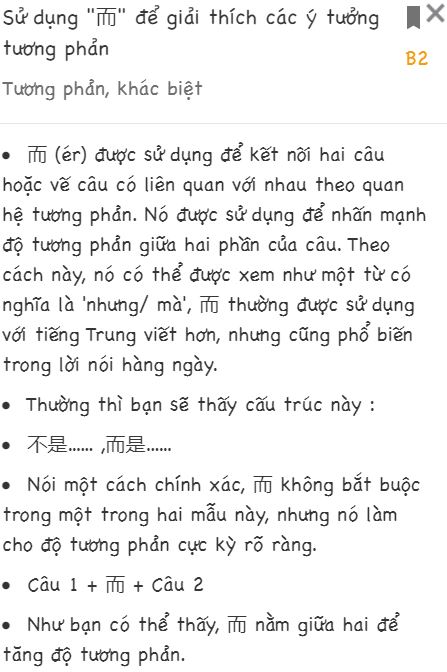 Sử dụng "而" để giải thích các ý tưởng
tương phản
B2
Tương phản, khác biệt
• 而 (ér) được sử dụng để kết nối hai câu
hoặc vế câu có liên quan với nhau theo quan
hệ tương phản. Nó được sử dụng để nhấn mạnh
độ tương phản giữa hai phần của câu. Theo
cách này, nó có thể được xem như một từ có
nghĩa là 'nhưng/ mà', 而 thường được sử dụng
với tiếng Trung viết hơn, nhưng cũng phổ biến
trong lời nói hàng ngày.
• Thường thì bạn sẽ thấy cấu trúc này :
• 不是…… ,而是……
• Nói một cách chính xác, 而 không bắt buộc
trong một trong hai mẫu này, nhưng nó làm
cho độ tương phản cực kỳ rõ ràng.
• Câu 1 + 而 + Câu 2
• Như bạn có thể thấy, 而 nằm giữa hai để
tăng độ tương phản.